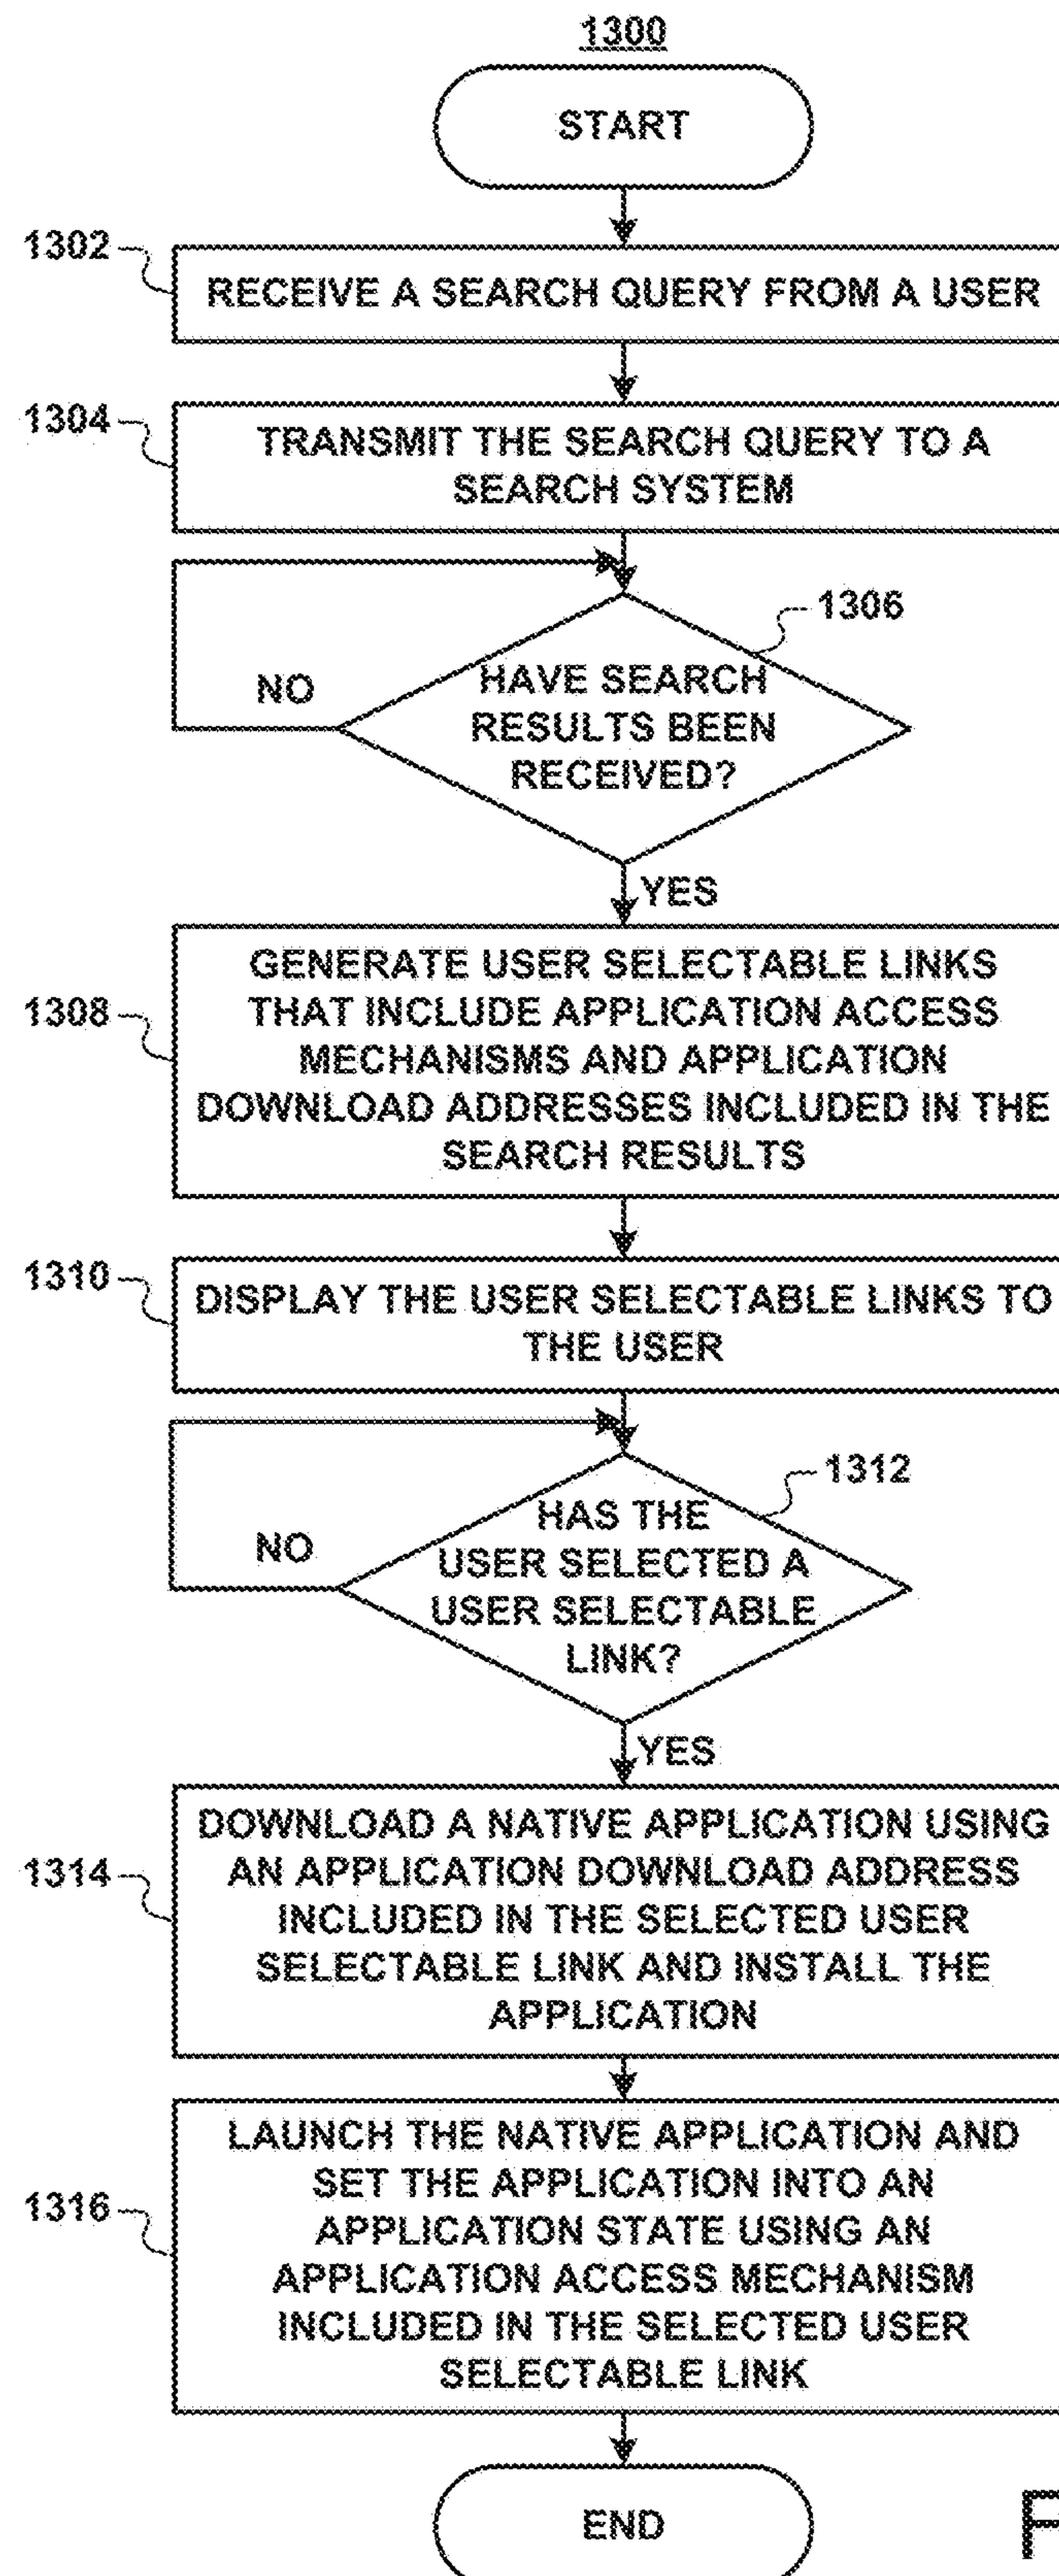 1300
START
1302
RECEIVE A SEARCH QUERY FROM A USER
1304
TRANSMIT THE SEARCH QUERY TO A
SEARCH SYSTEM
1306
HAVE SEARCH
RESULTS BEEN
RECEIVED?
NO
YES
1308
GENERATE USER SELECTABLE LINKS
THAT INCLUDE APPLICATION ACCESS
MECHANISMS AND APPLICATION
DOWNLOAD ADDRESSES INCLUDED IN THE
SEARCH RESULTS
1310
DISPLAY THE USER SELECTABLE LINKS TO
THE USER
1312
HAS THE
USER SELECTED A
USER SELECTABLE
LINK?
NO
YES
1314
DOWNLOAD A NATIVE APPLICATION USING
AN APPLICATION DOWNLOAD ADDRESS
INCLUDED IN THE SELECTED USER
SELECTABLE LINK AND INSTALL THE
APPLICATION
1316
LAUNCH THE NATIVE APPLICATION AND
SET THE APPLICATION INTO AN
APPLICATION STATE USING AN
APPLICATION ACCESS MECHANISM
INCLUDED IN THE SELECTED USER
SELECTABLE LINK
END
F